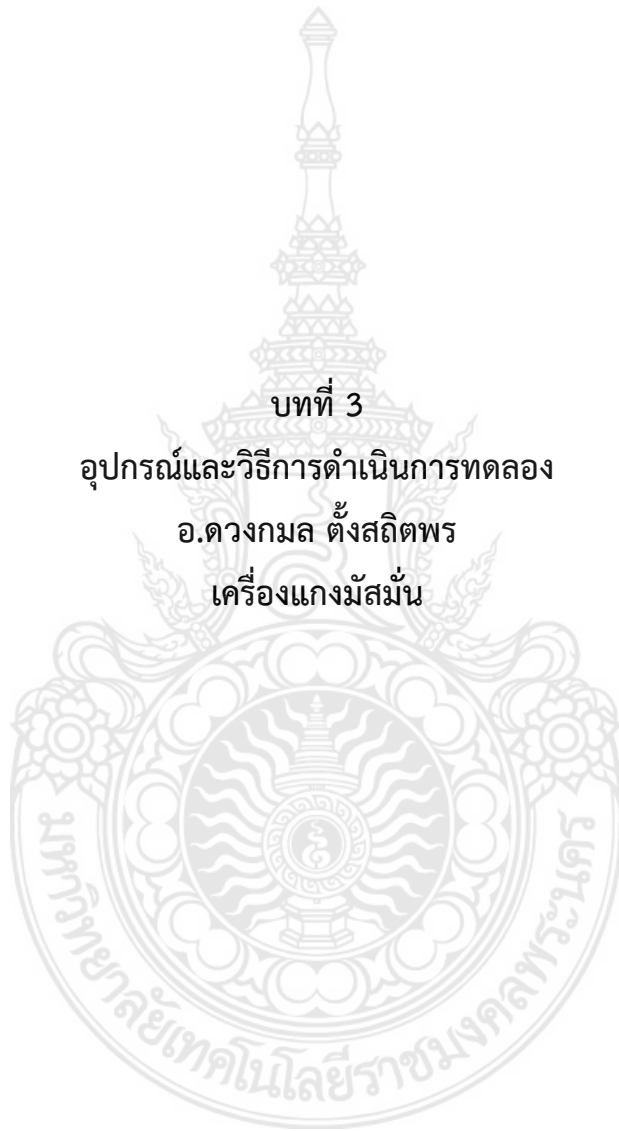 บทที่ 3
อุปกรณ์และวิธีการดำเนินการทดลอง
อ.ดวงกมล ตั้งสถิตพร
เครื่องแกงมัสมั่น
มหาวิทยาลัยเทคโนโลยีราชมงคลพระนคร